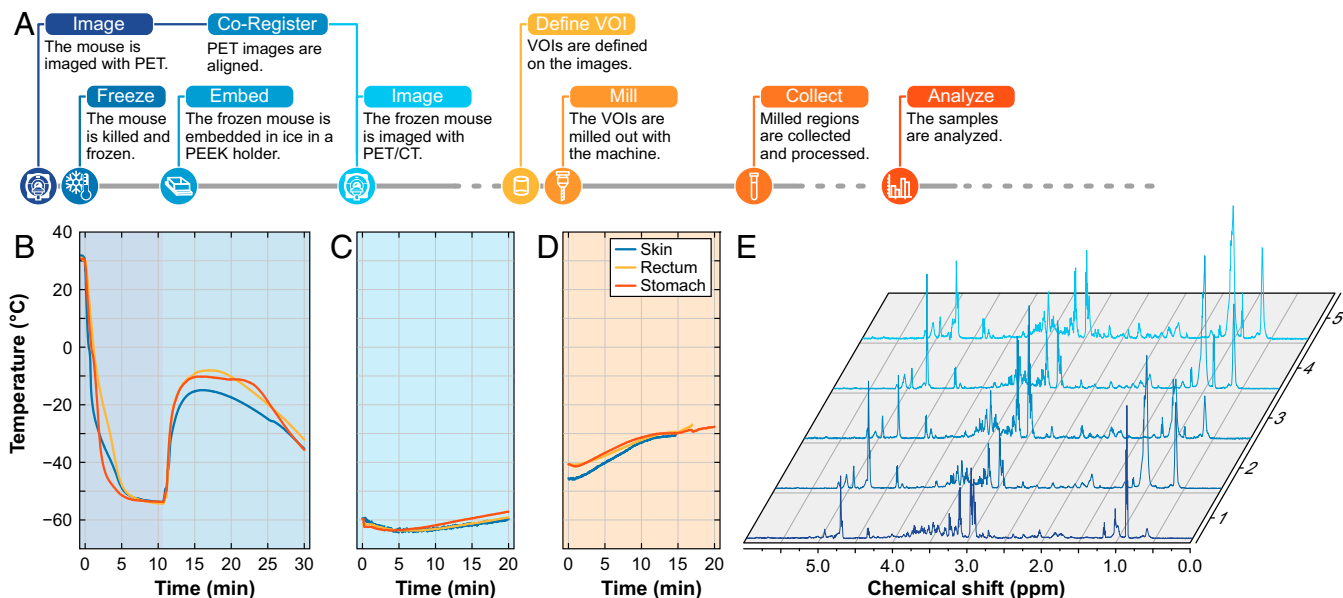 A
Image
The mouse is
imaged with PET.
Co-Register
PET images are
aligned.
Define VOI
VOIs are defined
on the images.
Freeze
The mouse
is killed and
frozen.
Embed
The frozen mouse is
embedded in ice in a
PEEK holder.
Image
The frozen mouse
is imaged with
PET/CT.
Mill
The VOIs are
milled out with
the machine.
Collect
Milled regions
are collected
and processed.
Analyze
The samples
are analyzed.
B
Temperature (°C)
40
20
0
−20
−40
−60
0 5 10 15 20 25 30
Time (min)
C
0 5 10 15 20
Time (min)
D
Skin
Rectum
Stomach
0 5 10 15 20
Time (min)
E
5
4
3
2
1
5.0 4.0 3.0 2.0 1.0 0.0
Chemical shift (ppm)